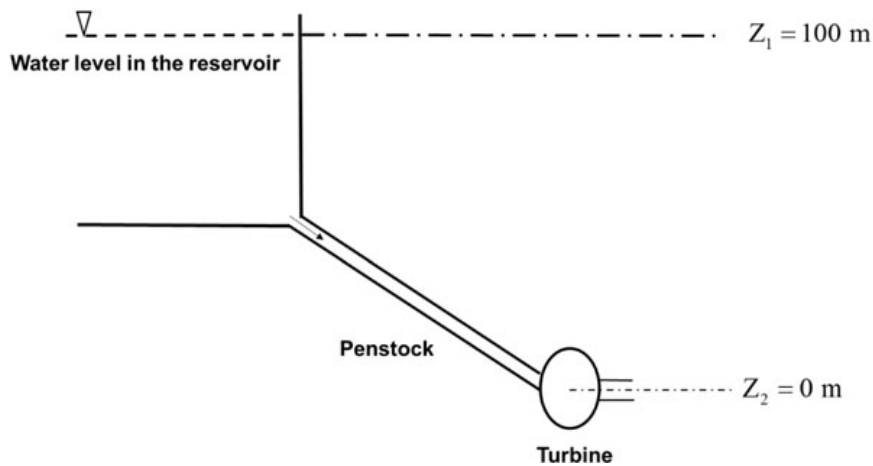 Z₁ = 100 m
Water level in the reservoir
Penstock
Z₂ = 0 m
Turbine